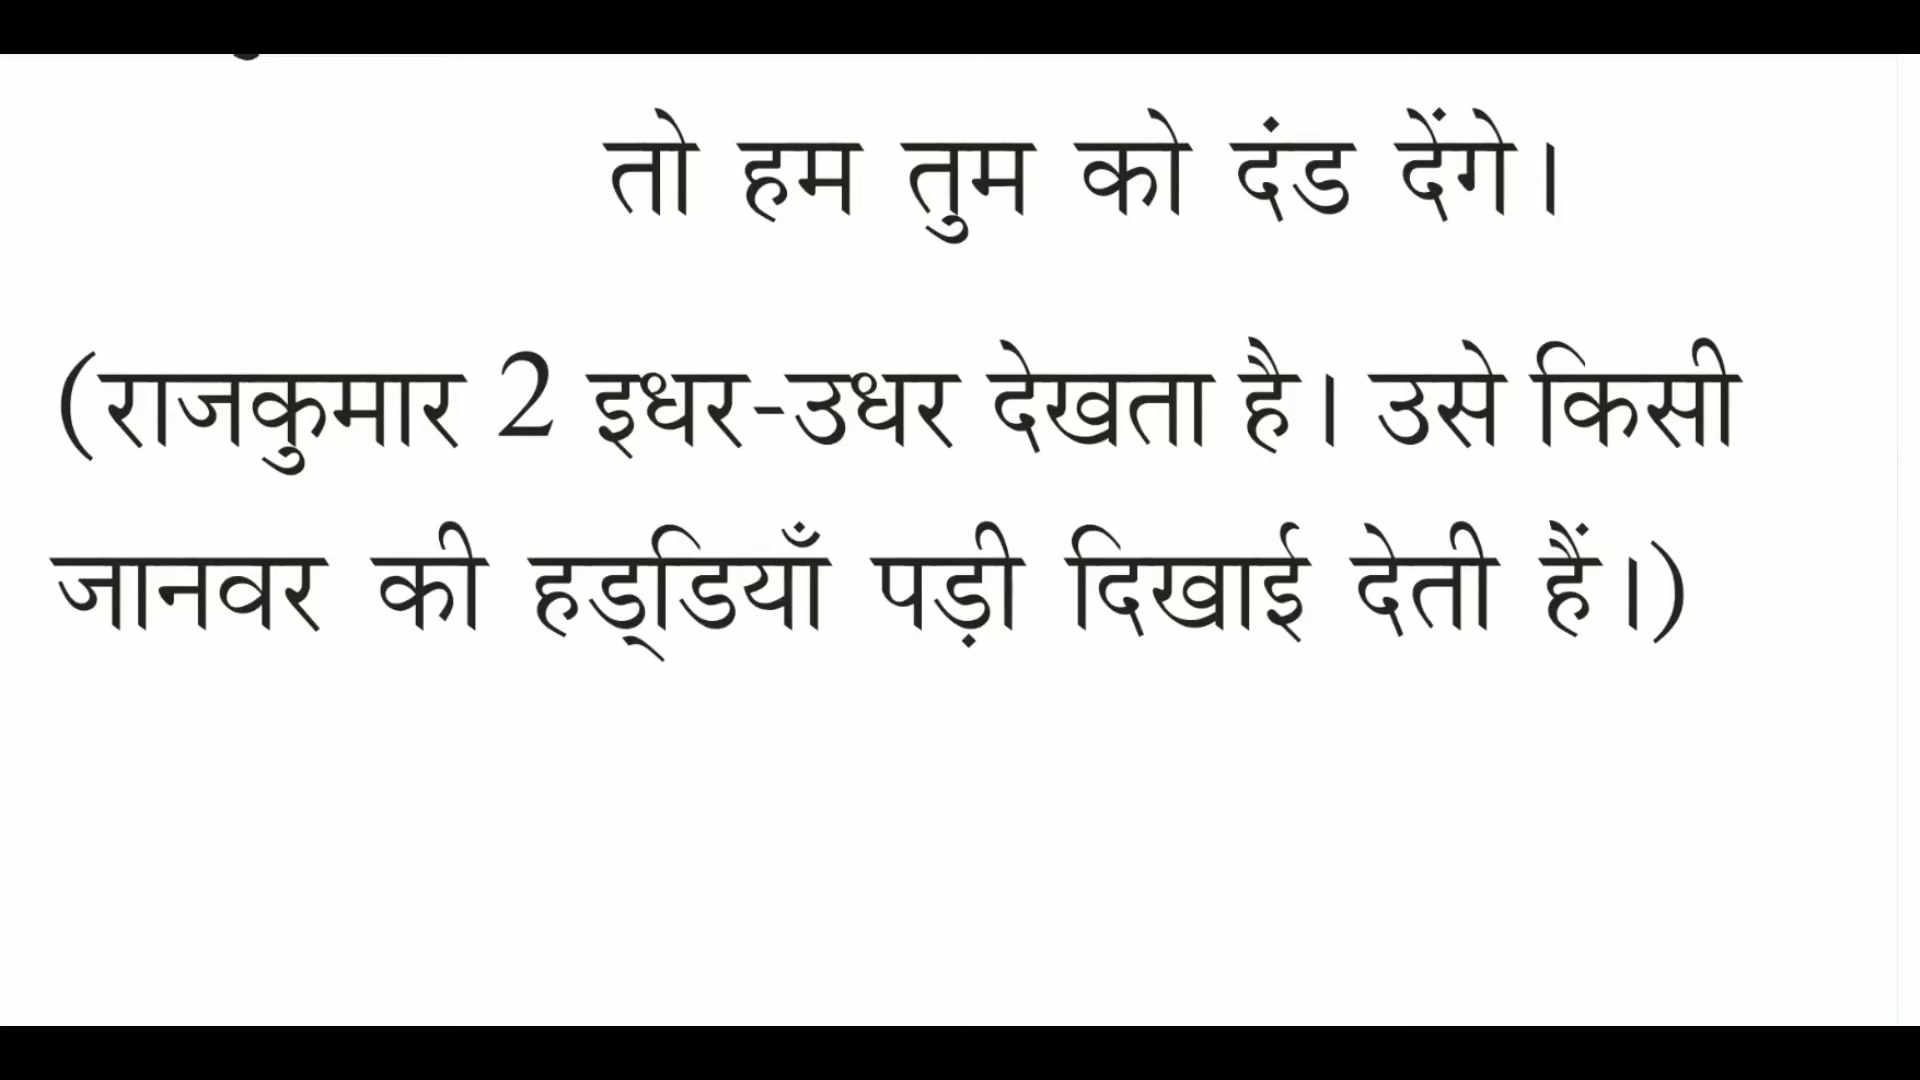 तो हम तुम को दंड देंगे।
(राजकुमार 2 इधर-उधर देखता है। उसे किसी
जानवर की हड्‌डियाँ पड़ी दिखाई देती हैं।)